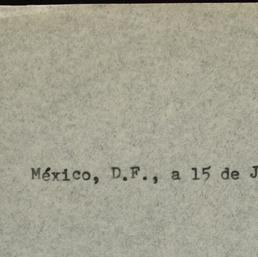 México, D.F., a 15 de J